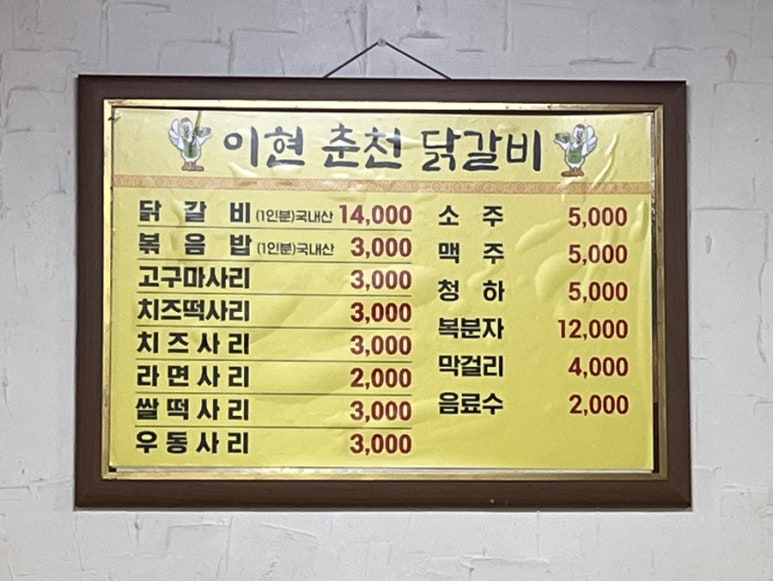 이현 춘천 닭갈비
닭 갈 비 (1인분)국내산 14,000
볶 음 밥 (1인분)국내산 3,000
고구마사리 3,000
치즈떡사리 3,000
치 즈 사 리 3,000
라 면 사 리 2,000
쌀 떡 사 리 3,000
우 동 사 리 3,000
소 주 5,000
맥 주 5,000
청 하 5,000
복분자 12,000
막걸리 4,000
음료수 2,000